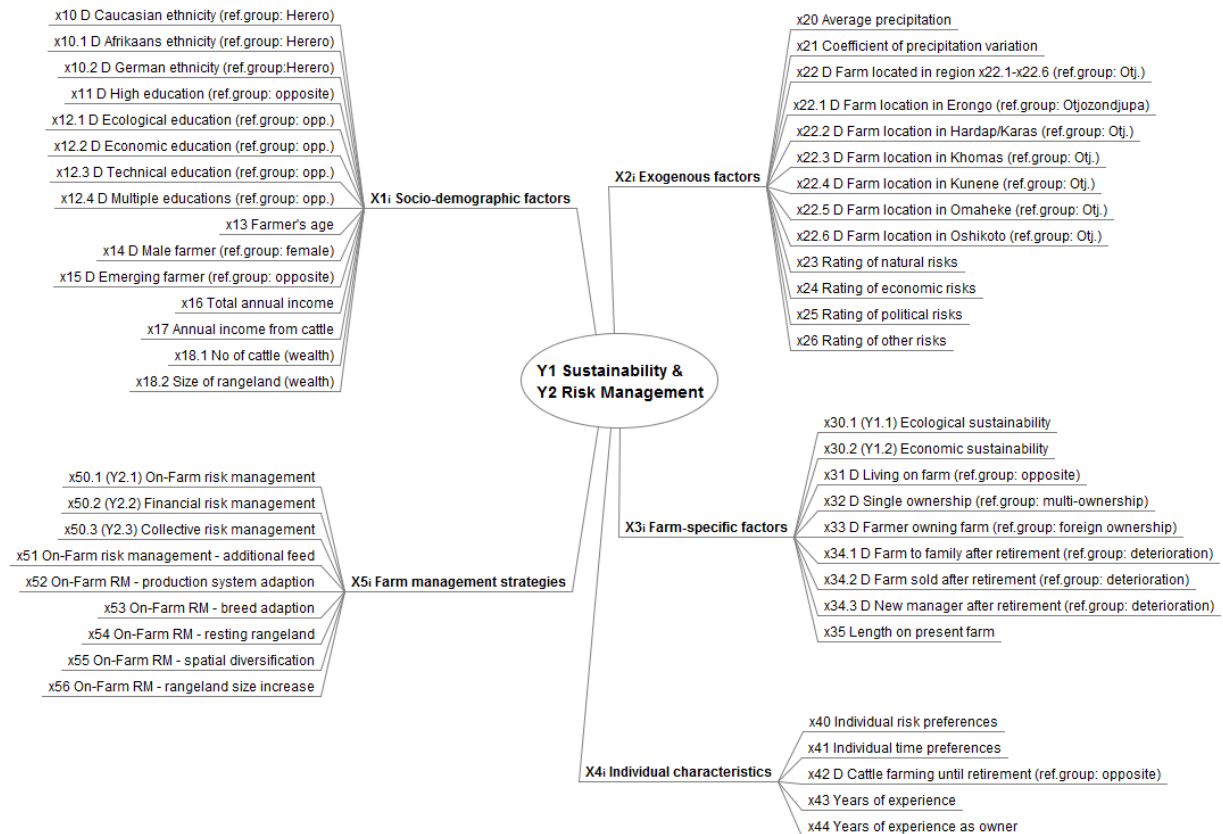 x10 D Caucasian ethnicity (ref.group: Herero)
x10.1 D Afrikaans ethnicity (ref.group: Herero)
x10.2 D German ethnicity (ref.group:Herero)
x11 D High education (ref.group: opposite)
x12.1 D Ecological education (ref.group: opp.)
x12.2 D Economic education (ref.group: opp.)
x12.3 D Technical education (ref.group: opp.)
x12.4 D Multiple educations (ref.group: opp.)
x13 Farmer's age
x14 D Male farmer (ref.group: female)
x15 D Emerging farmer (ref.group: opposite)
x16 Total annual income
x17 Annual income from cattle
x18.1 No of cattle (wealth)
x18.2 Size of rangeland (wealth)
X1i Socio-demographic factors
x20 Average precipitation
x21 Coefficient of precipitation variation
x22 D Farm located in region x22.1-x22.6 (ref.group: Otj.)
x22.1 D Farm location in Erongo (ref.group: Otjozondjupa)
x22.2 D Farm location in Hardap/Karas (ref.group: Otj.)
x22.3 D Farm location in Khomas (ref.group: Otj.)
x22.4 D Farm location in Kunene (ref.group: Otj.)
x22.5 D Farm location in Omaheke (ref.group: Otj.)
x22.6 D Farm location in Oshikoto (ref.group: Otj.)
x23 Rating of natural risks
x24 Rating of economic risks
x25 Rating of political risks
x26 Rating of other risks
X2i Exogenous factors
Y1 Sustainability &
Y2 Risk Management
x50.1 (Y2.1) On-Farm risk management
x50.2 (Y2.2) Financial risk management
x50.3 (Y2.3) Collective risk management
x51 On-Farm risk management - additional feed
x52 On-Farm RM - production system adaption
x53 On-Farm RM - breed adaption
x54 On-Farm RM - resting rangeland
x55 On-Farm RM - spatial diversification
x56 On-Farm RM - rangeland size increase
X5i Farm management strategies
x30.1 (Y1.1) Ecological sustainability
x30.2 (Y1.2) Economic sustainability
x31 D Living on farm (ref.group: opposite)
x32 D Single ownership (ref.group: multi-ownership)
x33 D Farmer owning farm (ref.group: foreign ownership)
x34.1 D Farm to family after retirement (ref.group: deterioration)
x34.2 D Farm sold after retirement (ref.group: deterioration)
x34.3 D New manager after retirement (ref.group: deterioration)
x35 Length on present farm
X3i Farm-specific factors
x40 Individual risk preferences
x41 Individual time preferences
x42 D Cattle farming until retirement (ref.group: opposite)
x43 Years of experience
x44 Years of experience as owner
X4i Individual characteristics